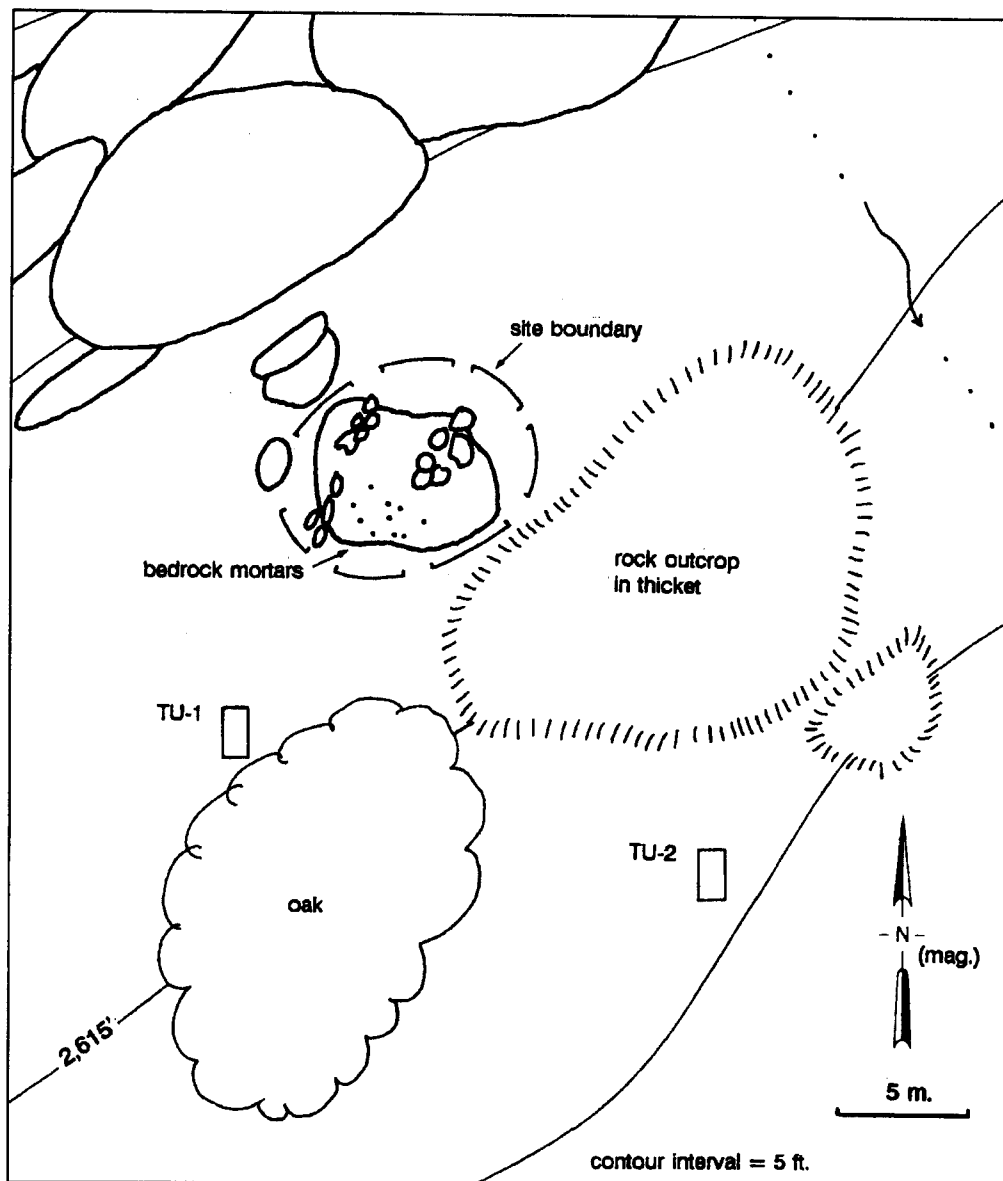 site boundary
bedrock mortars
rock outcrop
in thicket
TU-1
TU-2
oak
- N -
(mag.)
2,615'
5 m.
contour interval = 5 ft.